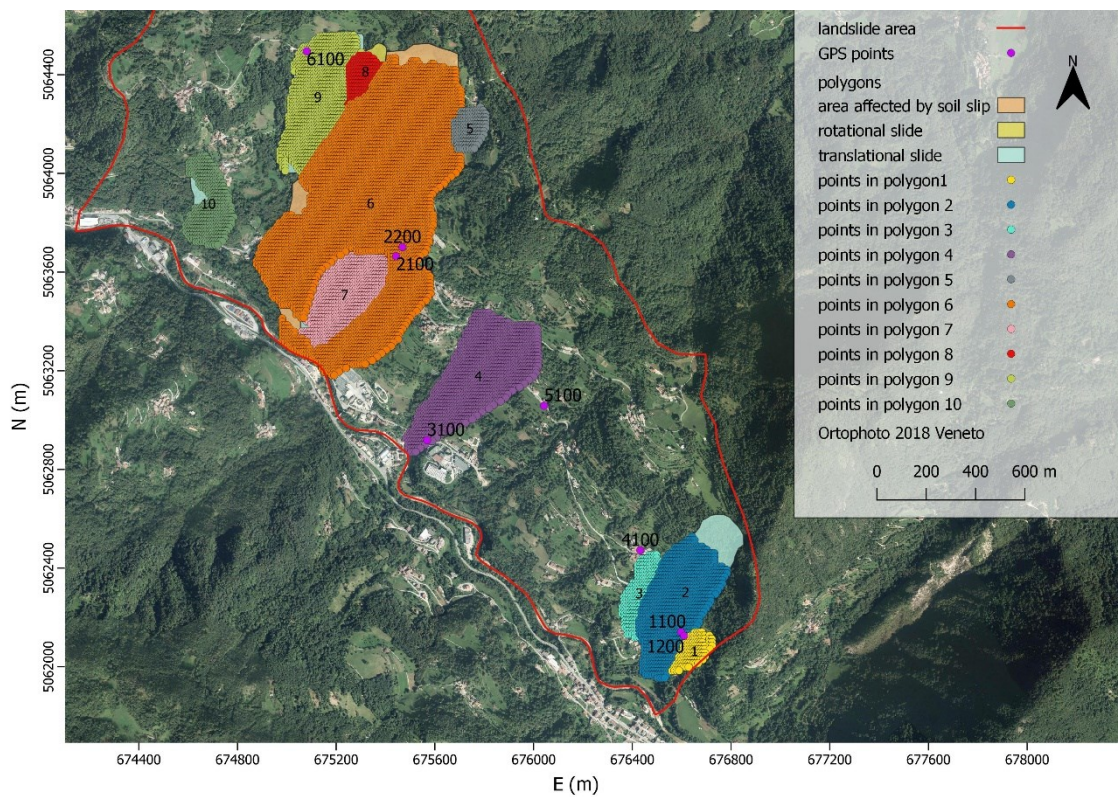 landslide area
GPS points
polygons
area affected by soil slip
rotational slide
translational slide
points in polygon1
points in polygon 2
points in polygon 3
points in polygon 4
points in polygon 5
points in polygon 6
points in polygon 7
points in polygon 8
points in polygon 9
points in polygon 10
Ortophoto 2018 Veneto
0 200 400 600 m
N
6100
8
9
5
10
6
2200
2100
7
4
5100
3100
4100
3
2
1100
1200
1
N (m)
5064400
5064000
5063600
5063200
5062800
5062400
5062000
674400 674800 675200 675600 676000 676400 676800 677200 677600 678000
E (m)